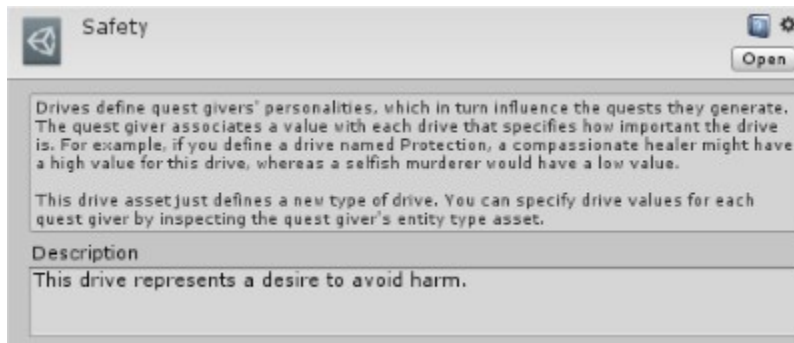 Safety
Open
Drives define quest givers' personalities, which in turn influence the quests they generate.
The quest giver associates a value with each drive that specifies how important the drive
is. For example, if you define a drive named Protection, a compassionate healer might have
a high value for this drive, whereas a selfish murderer would have a low value.
This drive asset just defines a new type of drive. You can specify drive values for each
quest giver by inspecting the quest giver's entity type asset.
Description
This drive represents a desire to avoid harm.